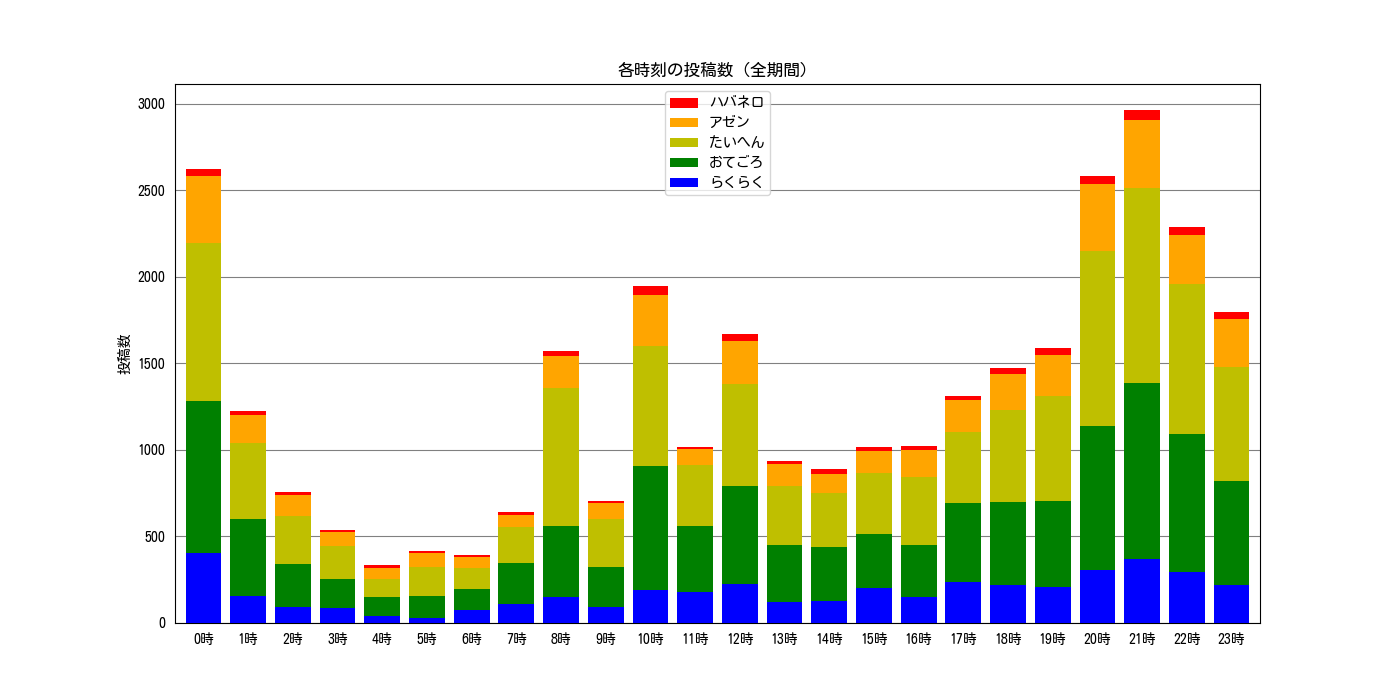 各時刻の投稿数（全期間）
ハバネロ
アゼン
たいへん
おてごろ
らくらく
3000
2500
2000
1500
1000
500
0
投稿数
0時 1時 2時 3時 4時 5時 6時 7時 8時 9時 10時 11時 12時 13時 14時 15時 16時 17時 18時 19時 20時 21時 22時 23時